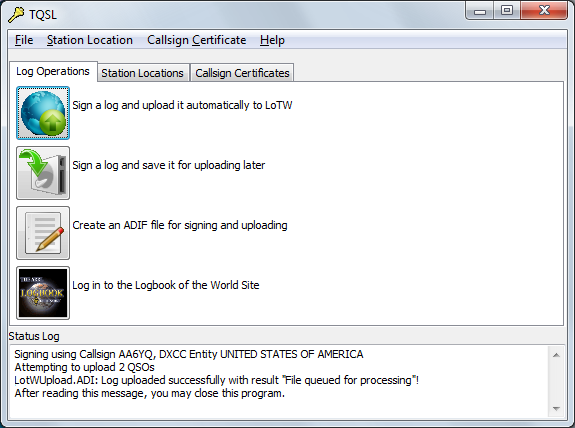 TQSL
File Station Location Callsign Certificate Help
Log Operations Station Locations Callsign Certificates
Sign a log and upload it automatically to LoTW
Sign a log and save it for uploading later
Create an ADIF file for signing and uploading
THE ARRL
LOGBOOK
Log in to the Logbook of the World Site
Status Log
Signing using Callsign AA6YQ, DXCC Entity UNITED STATES OF AMERICA
Attempting to upload 2 QSOs
LotWUpload.ADI: Log uploaded successfully with result "File queued for processing"!
After reading this message, you may close this program.